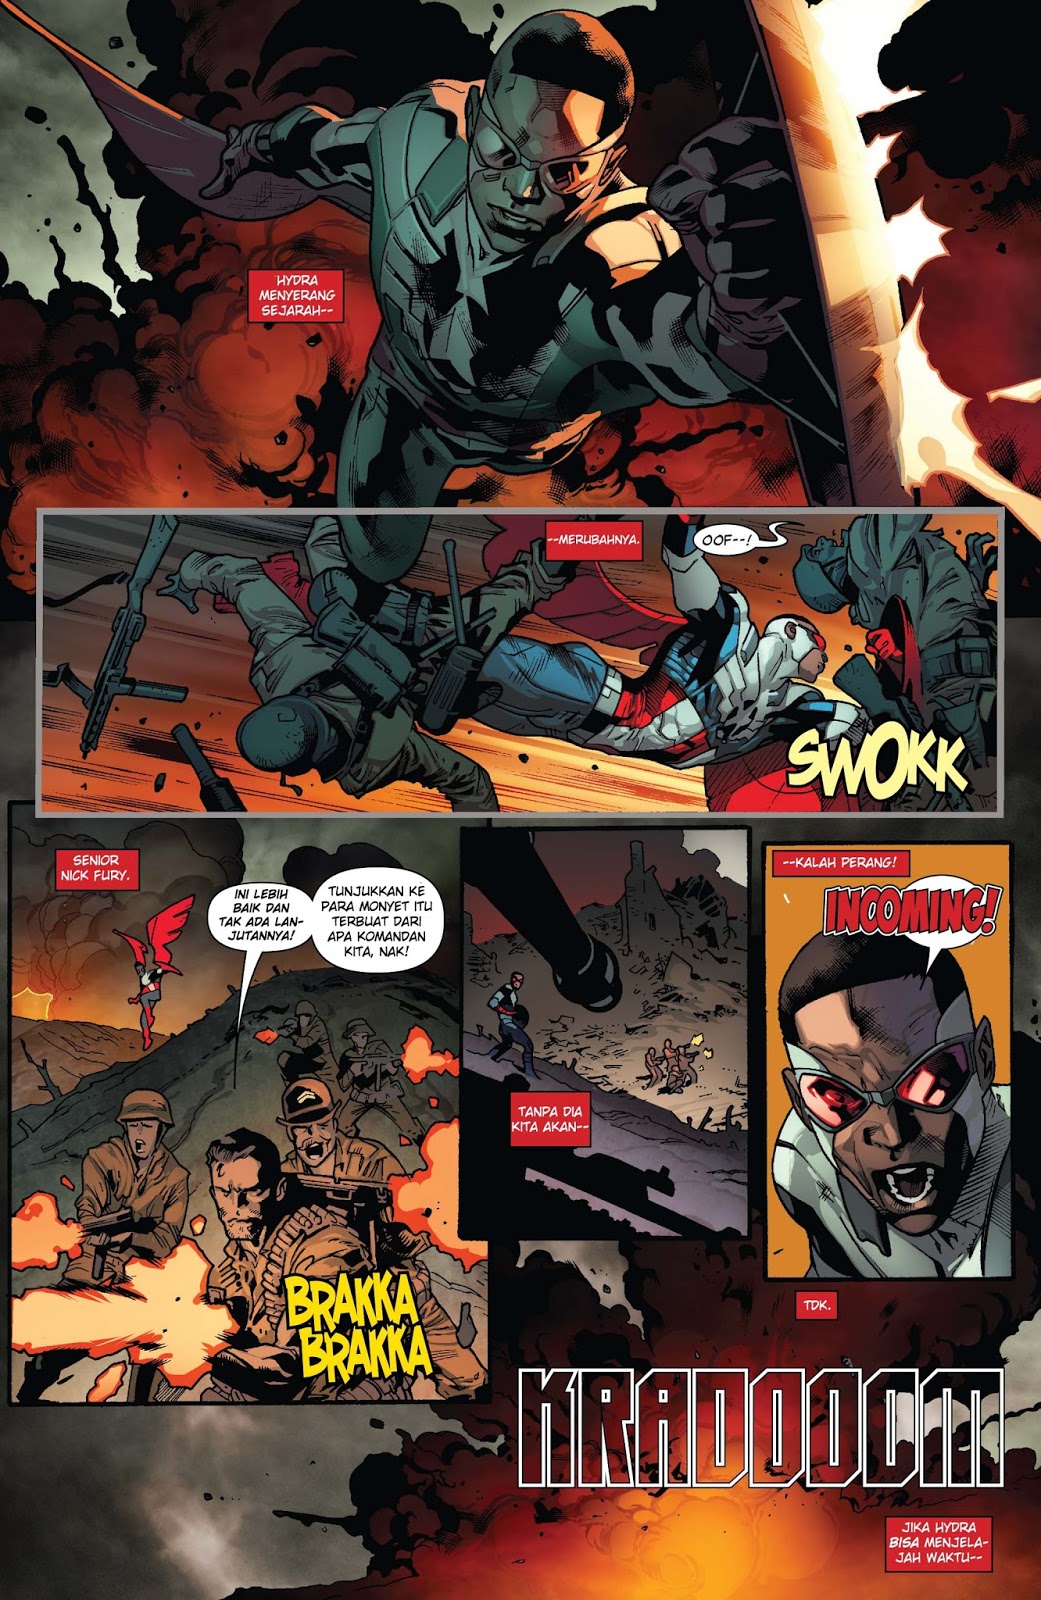 HYDRA
MENYERANG
SEJARAH--
--MERUBAHNYA.
OOF--!
SWOKK
SENIOR
NICK FURY.
INI LEBIH
BAIK DAN
TAK ADA LAN-
JUTANNYA!
TUNJUKKAN KE
PARA MONYET ITU
TERBUAT DARI
APA KOMANDAN
KITA, NAK!
BRAKKA
BRAKKA
TANPA DIA
KITA AKAN--
--KALAH PERANG!
INCOMING!
TDK.
KRADOOOM
JIKA HYDRA
BISA MENJELA-
JAH WAKTU--